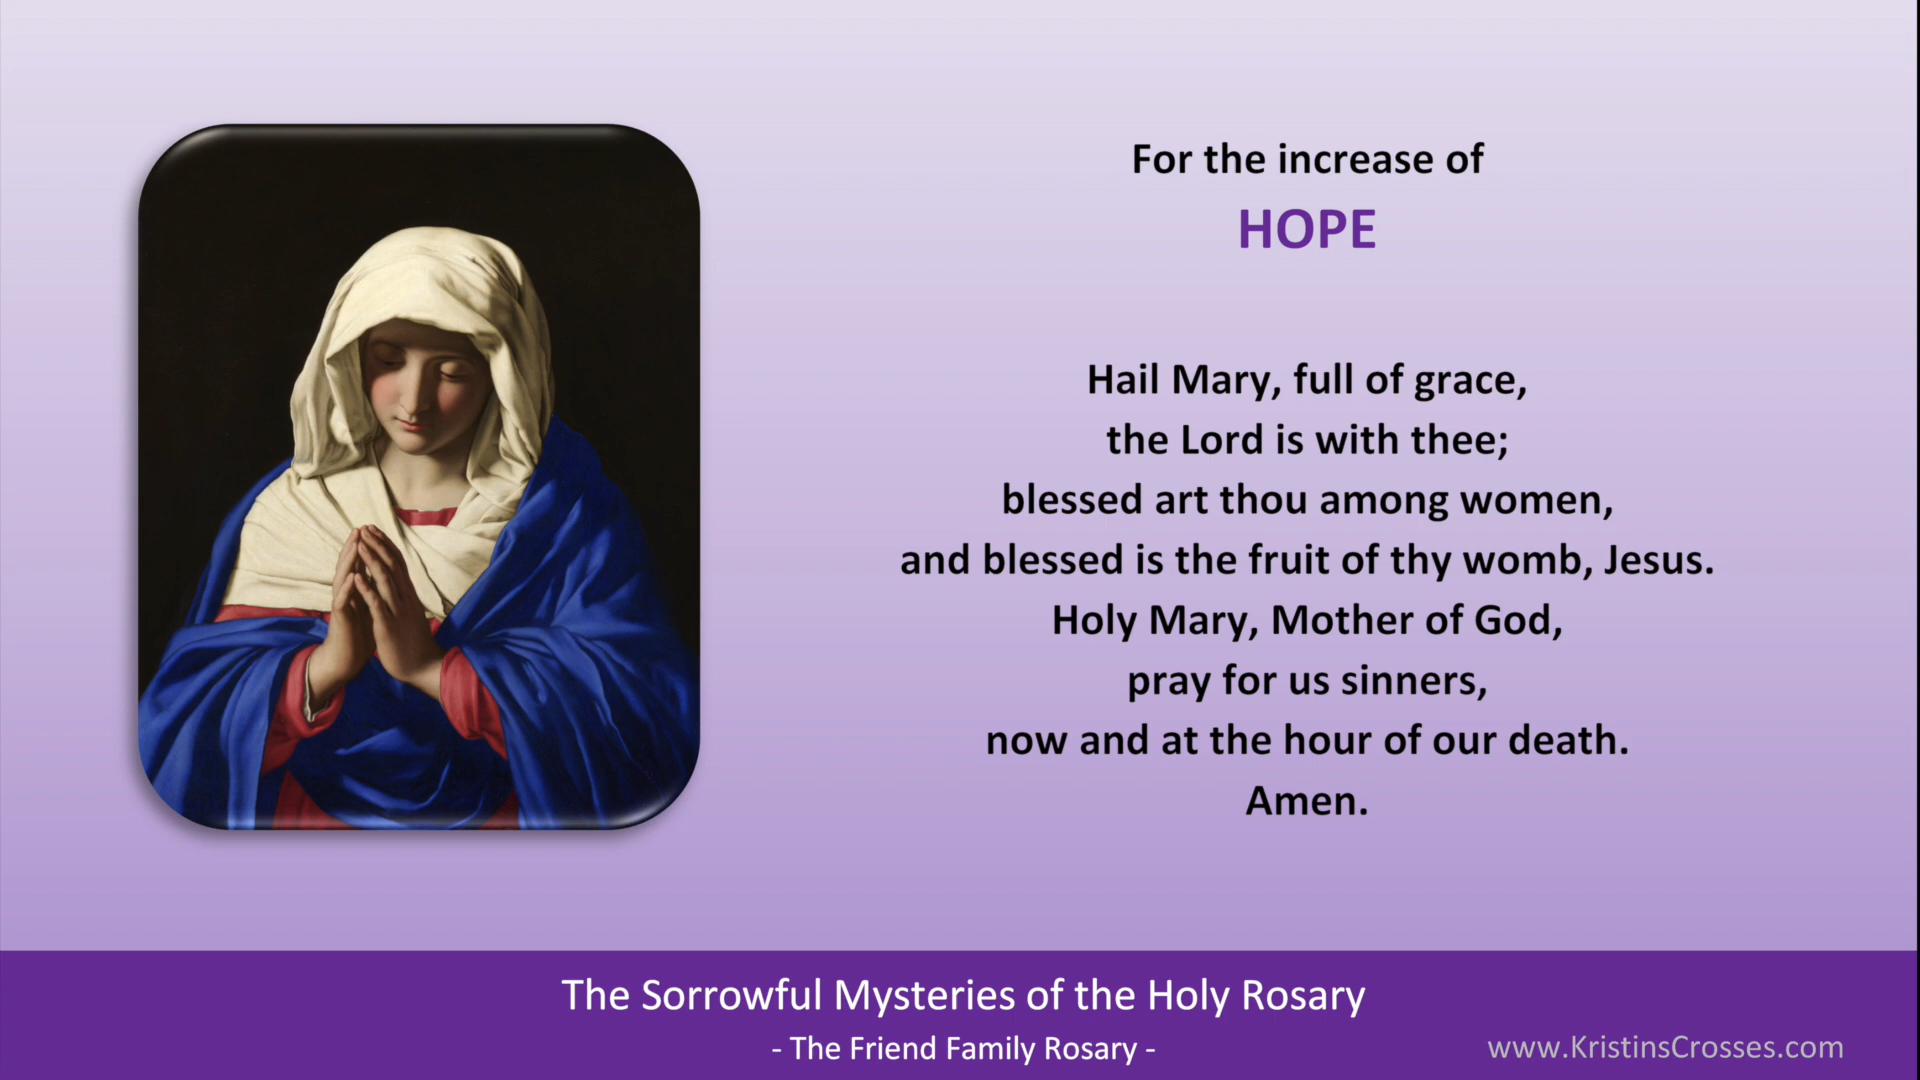 For the increase of
HOPE
Hail Mary, full of grace,
the Lord is with thee;
blessed art thou among women,
and blessed is the fruit of thy womb, Jesus.
Holy Mary, Mother of God,
pray for us sinners,
now and at the hour of our death.
Amen.
The Sorrowful Mysteries of the Holy Rosary
- The Friend Family Rosary -
www.KristinsCrosses.com